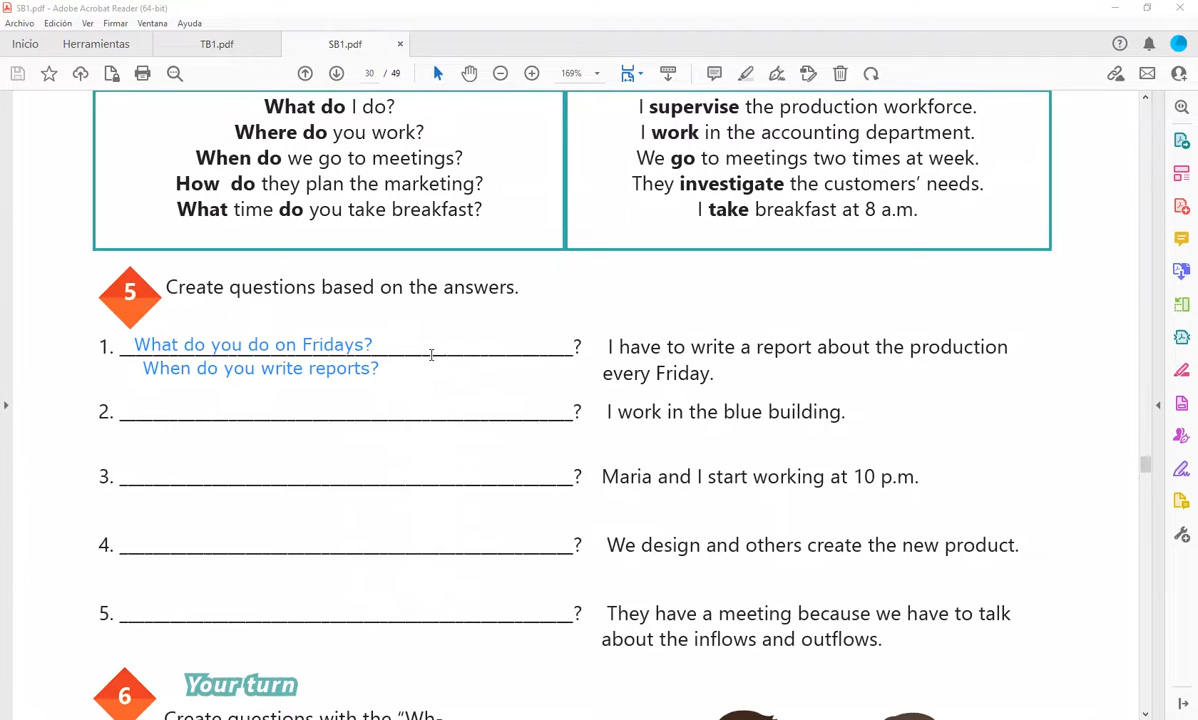 SB1.pdf - Adobe Acrobat Reader (64-bit)
Archivo Edición Ver Firmar Ventana Ayuda
Inicio Herramientas TB1.pdf SB1.pdf ×
30 / 49 169%
What do I do?
Where do you work?
When do we go to meetings?
How do they plan the marketing?
What time do you take breakfast?
I supervise the production workforce.
I work in the accounting department.
We go to meetings two times at week.
They investigate the customers' needs.
I take breakfast at 8 a.m.
5 Create questions based on the answers.
1. What do you do on Fridays? ? I have to write a report about the production
When do you write reports? every Friday.
2. ? I work in the blue building.
3. ? Maria and I start working at 10 p.m.
4. ? We design and others create the new product.
5. ? They have a meeting because we have to talk
about the inflows and outflows.
6 Your turn
Create questions with the "Wh-